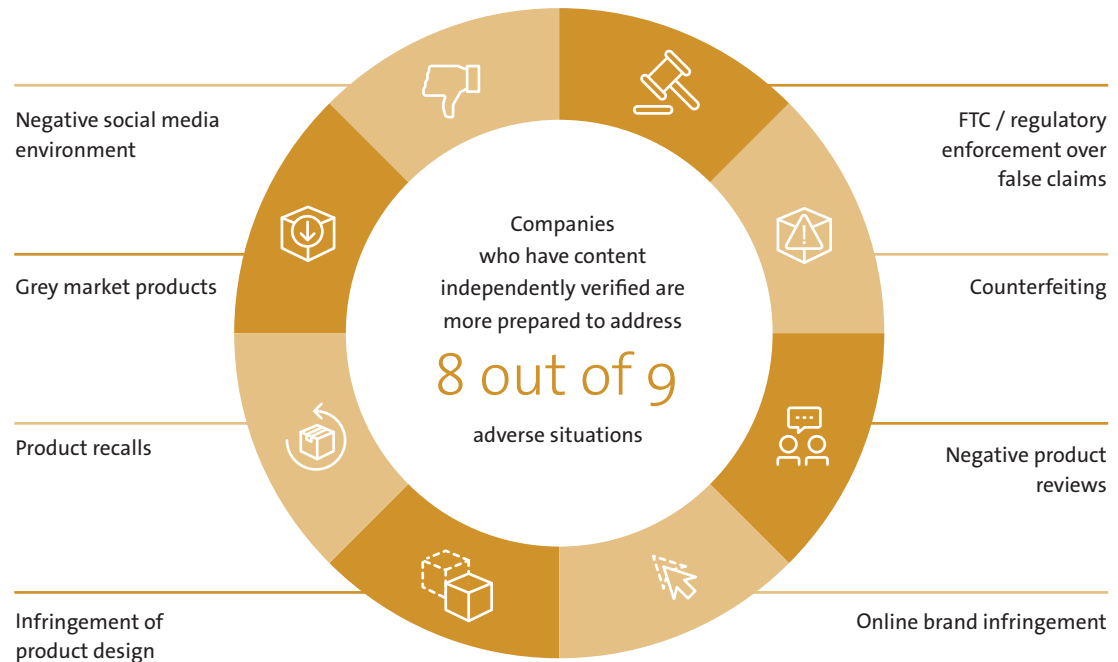 Negative social media
environment
Grey market products
Product recalls
Infringement of
product design
Companies
who have content
independently verified are
more prepared to address
8 out of 9
adverse situations
FTC / regulatory
enforcement over
false claims
Counterfeiting
Negative product
reviews
Online brand infringement